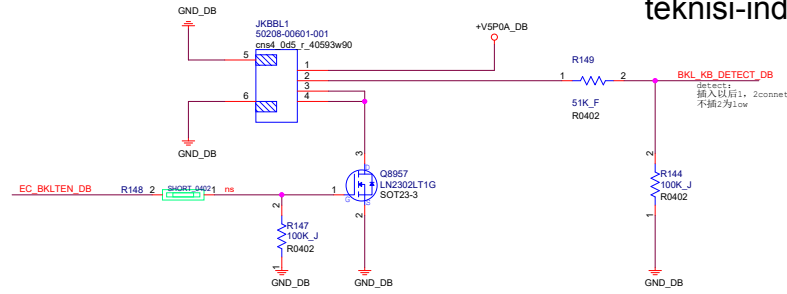 teknisi-ind
GND_DB
JKBBL1
50208-00601-001
cns4_0d5_r_40593w90
+V5P0A_DB
5
1
2
3
4
6
R149
1
2
51K_F
R0402
BKL_KB_DETECT_DB
detect:
插入以后1, 2connet
不插2为low
GND_DB
3
D
Q8957
LN2302LT1G
SOT23-3
G
S
1
2
EC_BKLTEN_DB
R148
2
SHORT_0402
1
ns
2
R147
100K_J
R0402
1
2
R144
100K_J
R0402
1
GND_DB
GND_DB
GND_DB